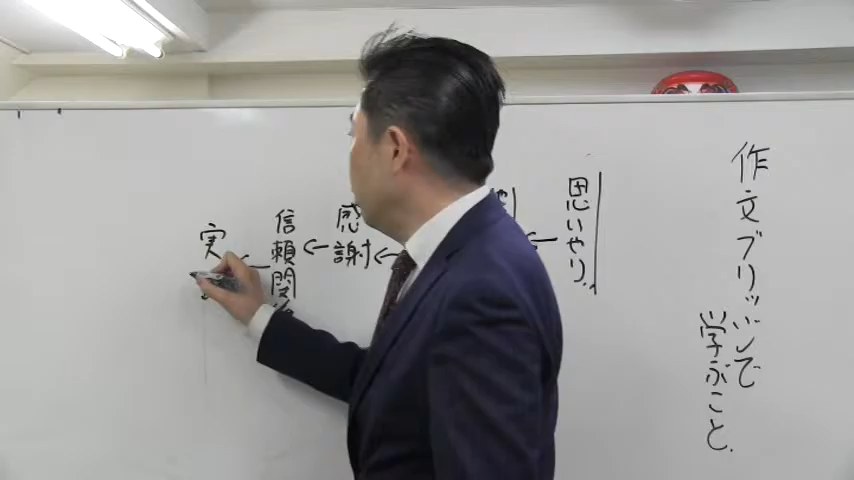 作文ブリッジで
学ぶこと.
思いやり.
感謝
信頼関係
実